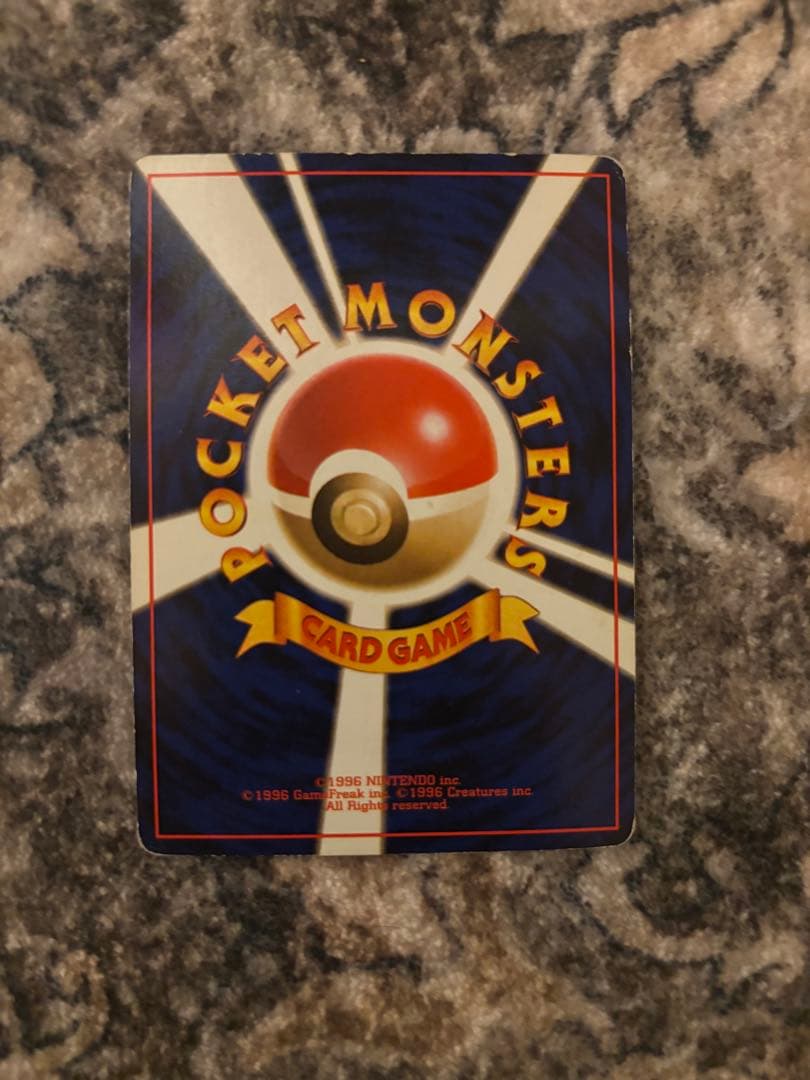 POCKET MONSTERS
CARD GAME
©1996 NINTENDO inc.
©1996 GameFreak inc. ©1996 Creatures inc.
All Rights reserved.